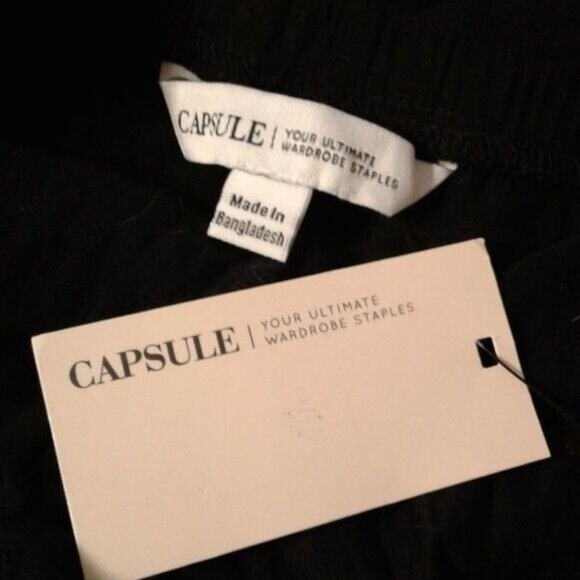 CAPSULE | YOUR ULTIMATE
WARDROBE STAPLES
Made In
Bangladesh
CAPSULE | YOUR ULTIMATE
WARDROBE STAPLES